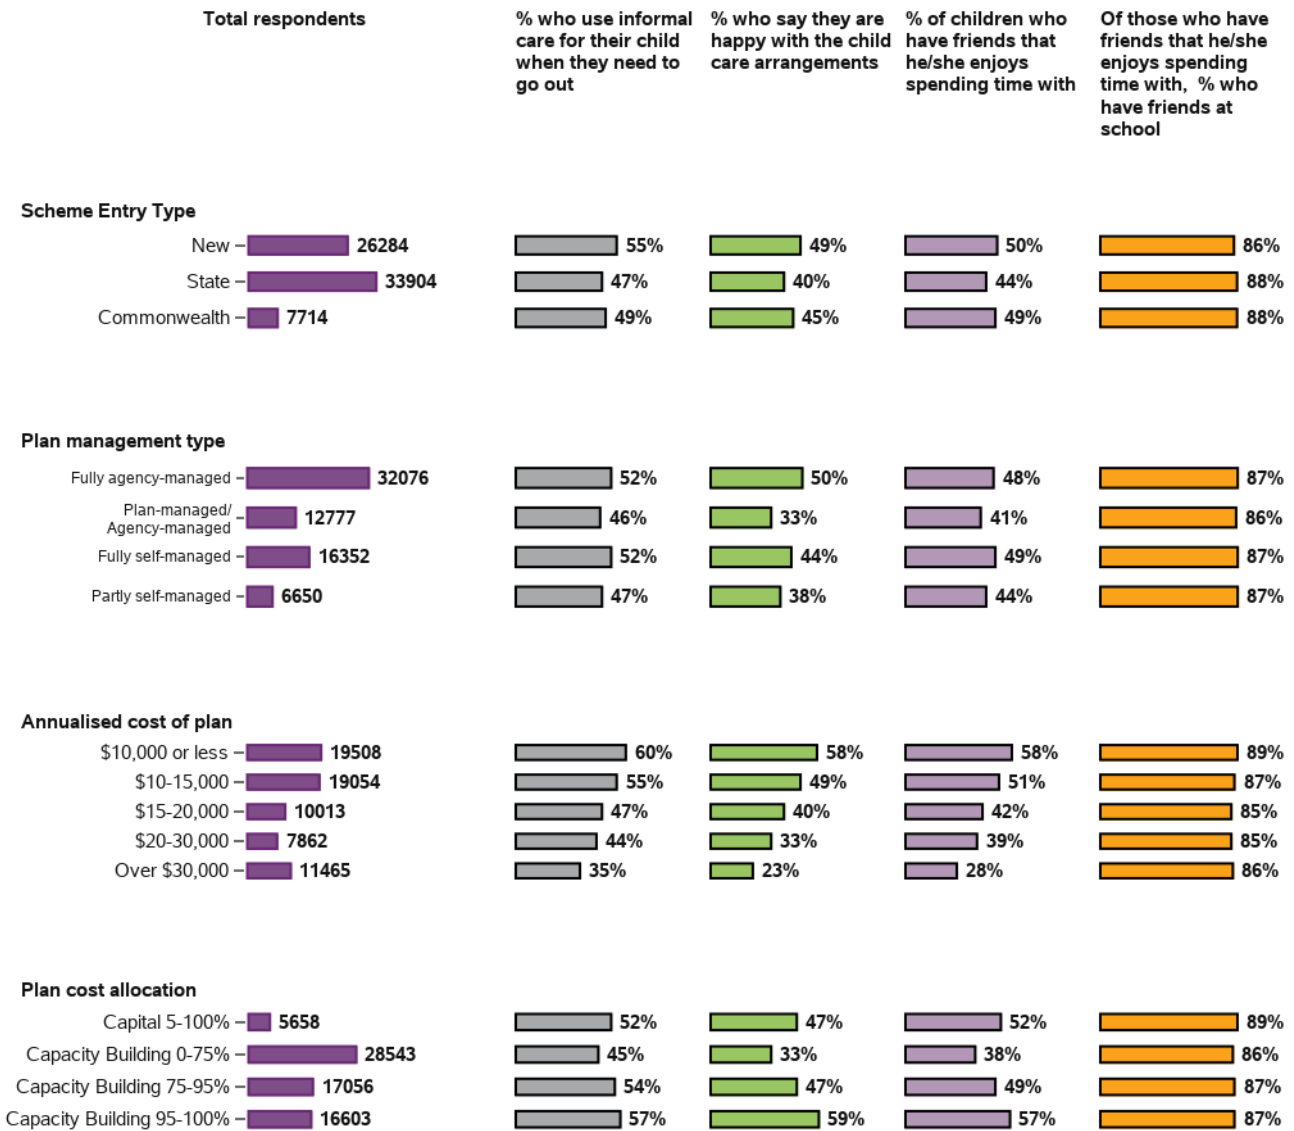 Total respondents
% who use informal care for their child when they need to go out
% who say they are happy with the child care arrangements
% of children who have friends that he/she enjoys spending time with
Of those who have friends that he/she enjoys spending time with, % who have friends at school
Scheme Entry Type
New 26284 55% 49% 50% 86%
State 33904 47% 40% 44% 88%
Commonwealth 7714 49% 45% 49% 88%
Plan management type
Fully agency-managed 32076 52% 50% 48% 87%
Plan-managed/
Agency-managed 12777 46% 33% 41% 86%
Fully self-managed 16352 52% 44% 49% 87%
Partly self-managed 6650 47% 38% 44% 87%
Annualised cost of plan
$10,000 or less 19508 60% 58% 58% 89%
$10-15,000 19054 55% 49% 51% 87%
$15-20,000 10013 47% 40% 42% 85%
$20-30,000 7862 44% 33% 39% 85%
Over $30,000 11465 35% 23% 28% 86%
Plan cost allocation
Capital 5-100% 5658 52% 47% 52% 89%
Capacity Building 0-75% 28543 45% 33% 38% 86%
Capacity Building 75-95% 17056 54% 47% 49% 87%
Capacity Building 95-100% 16603 57% 59% 57% 87%